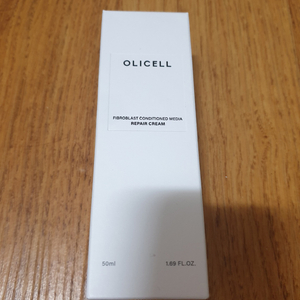 OLICELL
FIBROBLAST CONDITIONED MEDIA
REPAIR CREAM
50ml 1.69 FL.OZ.